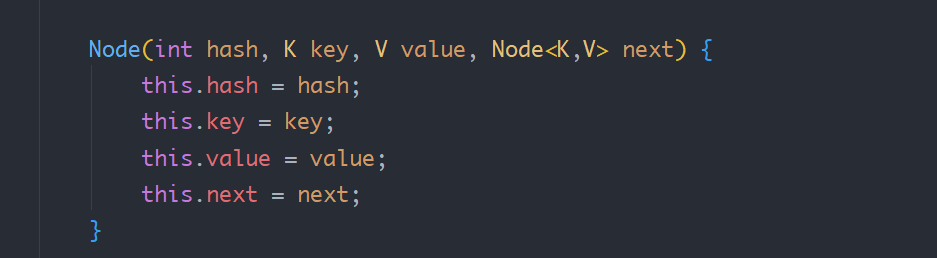 Node(int hash, K key, V value, Node<K,V> next) {
    this.hash = hash;
    this.key = key;
    this.value = value;
    this.next = next;
}